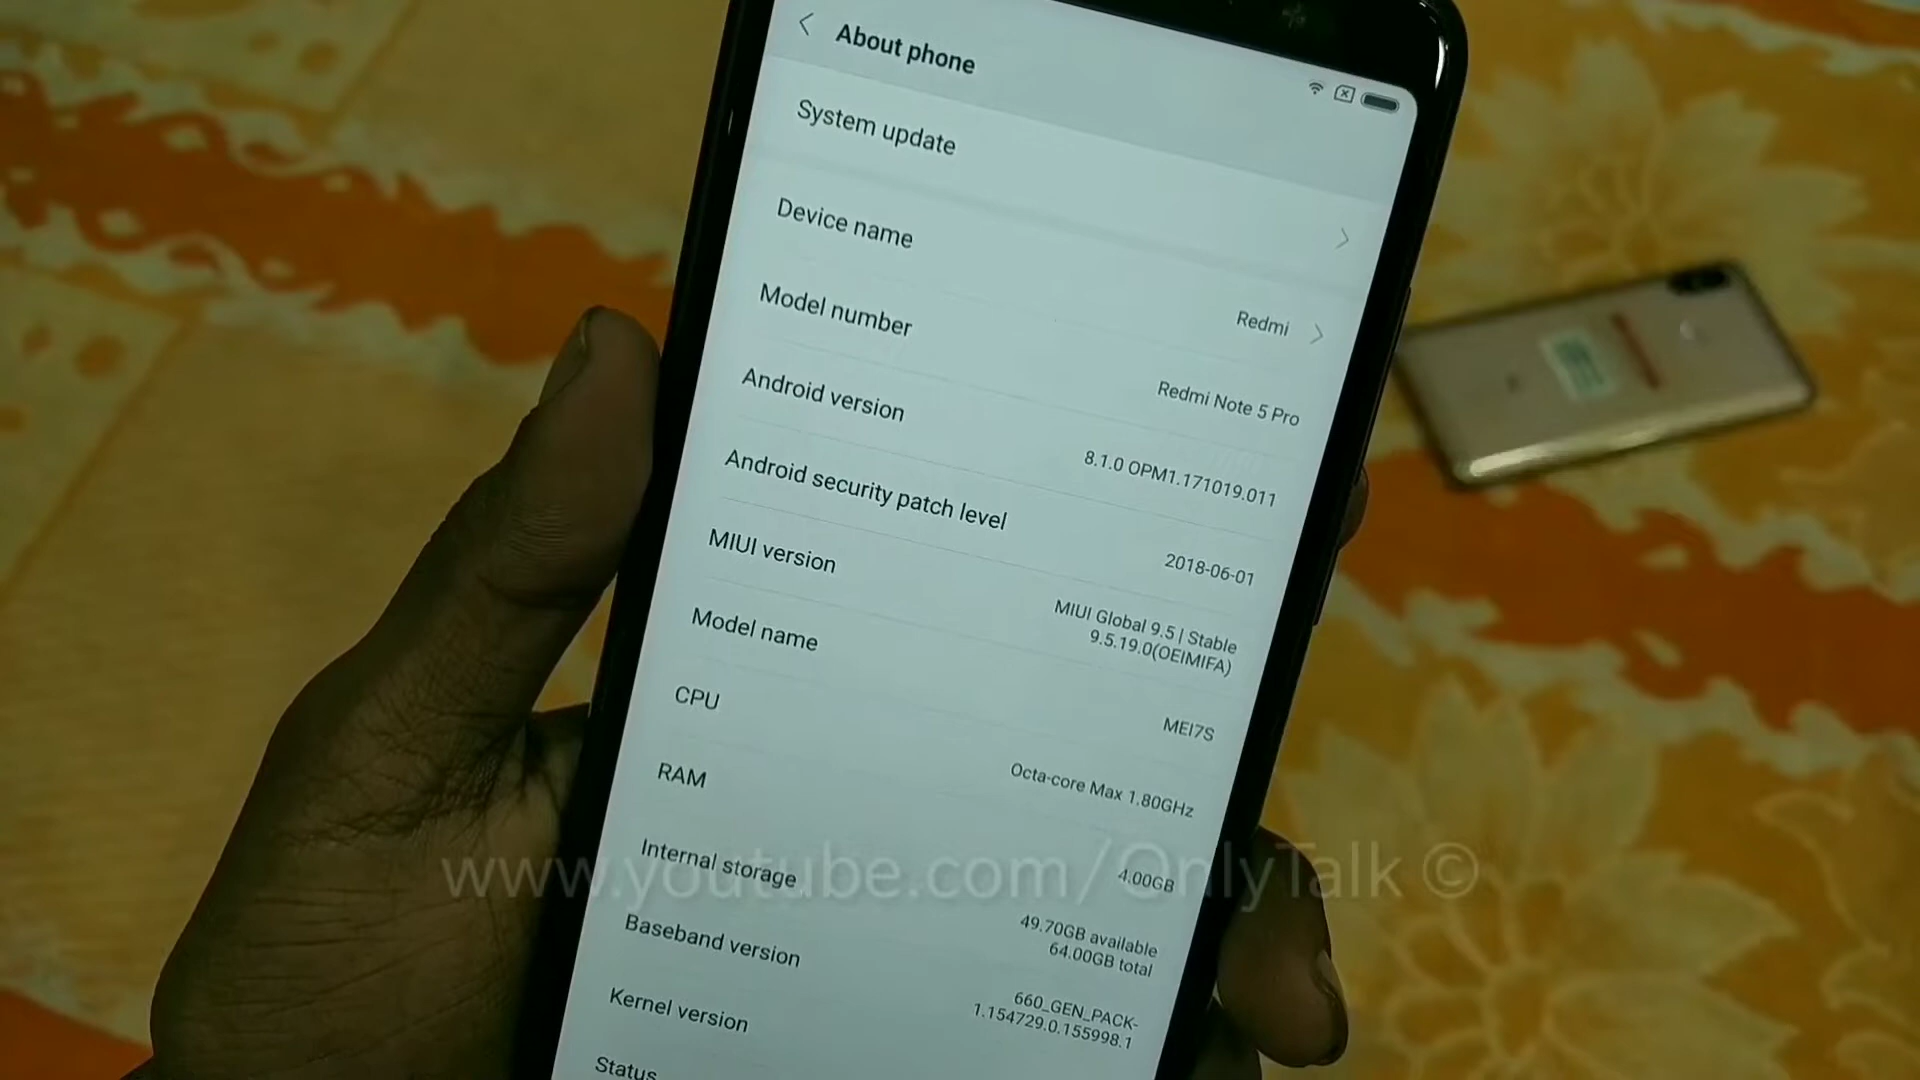 About phone
System update
Device name
Redmi
Model number
Redmi Note 5 Pro
Android version
8.1.0 OPM1.171019.011
Android security patch level
2018-06-01
MIUI version
MIUI Global 9.5 | Stable
9.5.19.0(OEIMIFA)
Model name
MEI7S
CPU
Octa-core Max 1.80GHz
RAM
4.00GB
Internal storage
49.70GB available
64.00GB total
Baseband version
660_GEN_PACK-
1.154729.0.155998.1
Kernel version
Status
www.youtube.com/OnlyTalk ©